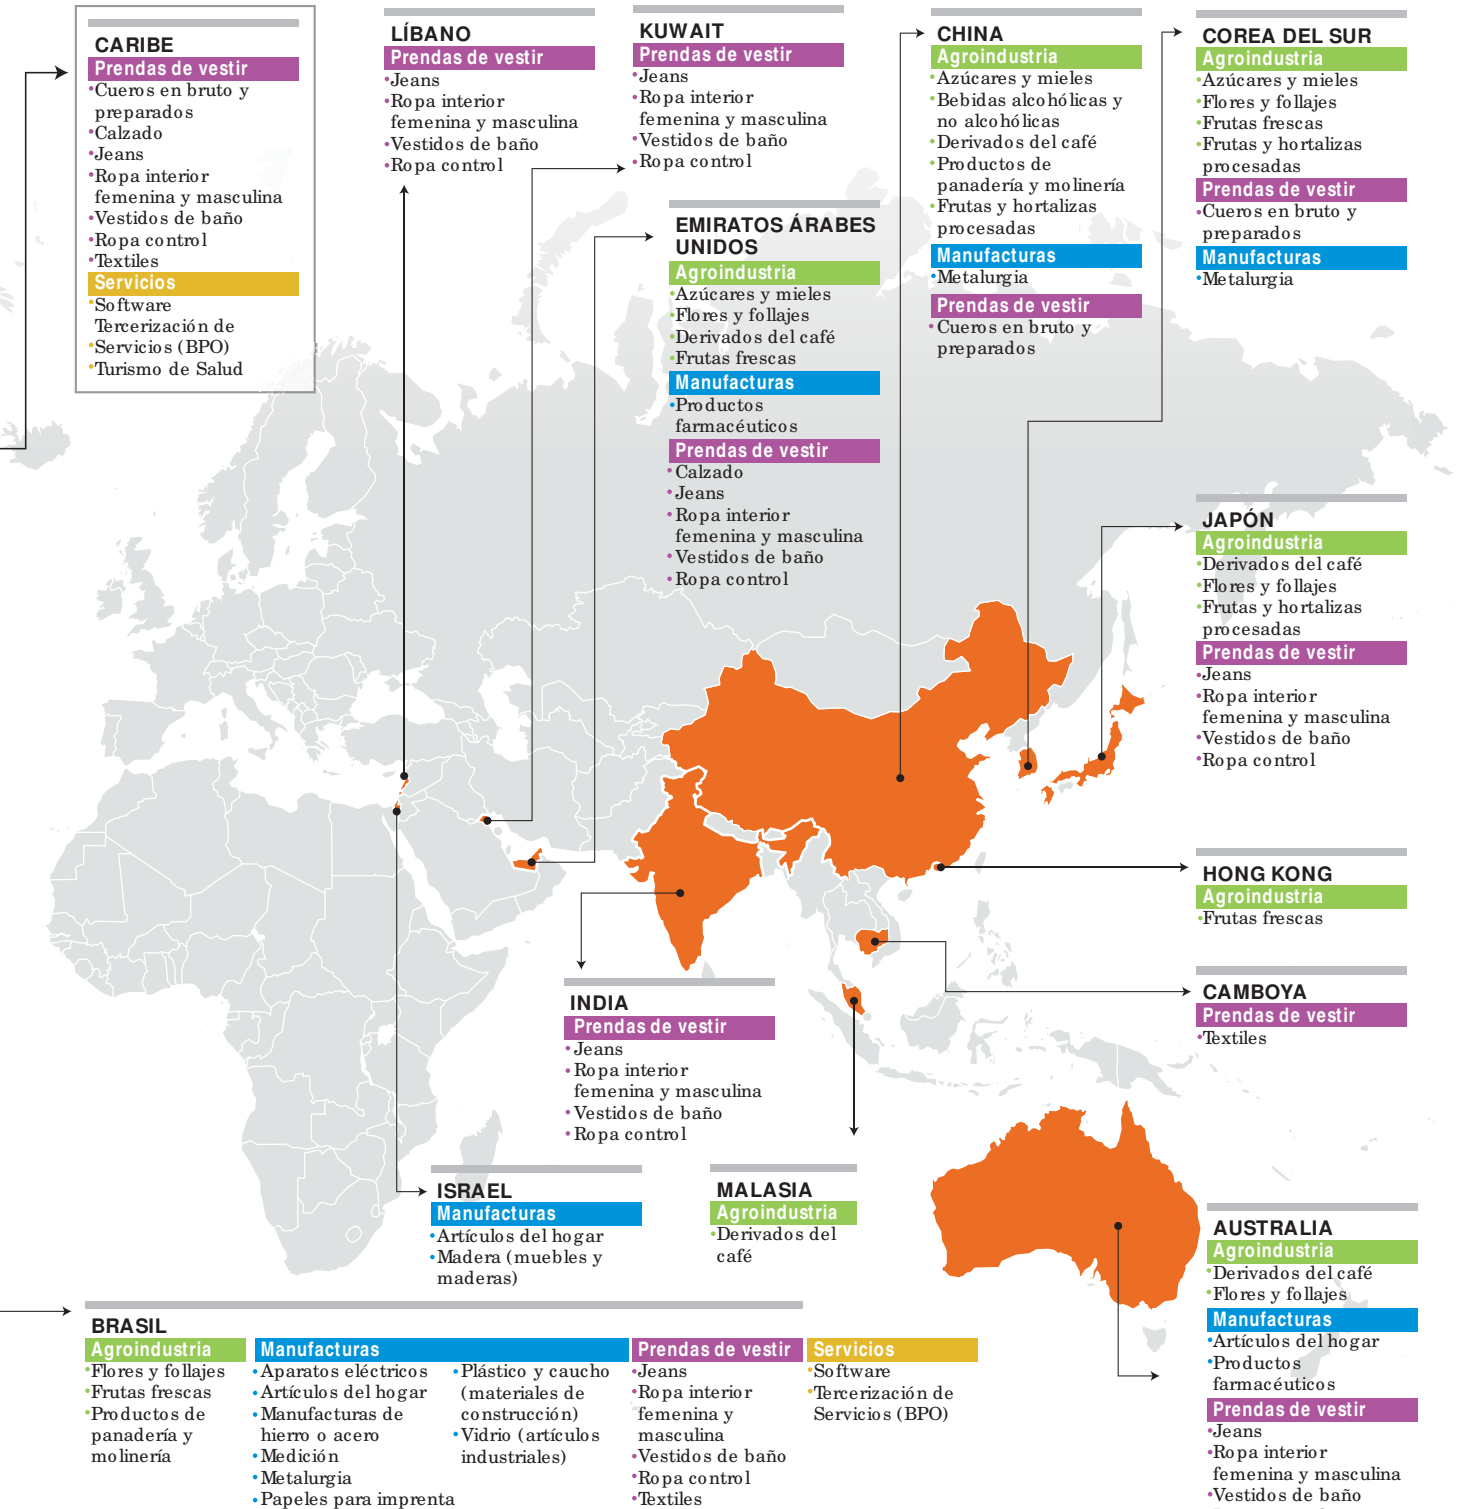 CARIBE
Prendas de vestir
•Cueros en bruto y
preparados
•Calzado
•Jeans
•Ropa interior
femenina y masculina
•Vestidos de baño
•Ropa control
•Textiles
Servicios
•Software
Tercerización de
•Servicios (BPO)
•Turismo de Salud
LÍBANO
Prendas de vestir
•Jeans
•Ropa interior
femenina y masculina
•Vestidos de baño
•Ropa control
KUWAIT
Prendas de vestir
•Jeans
•Ropa interior
femenina y masculina
•Vestidos de baño
•Ropa control
EMIRATOS ÁRABES
UNIDOS
Agroindustria
•Azúcares y mieles
•Flores y follajes
•Derivados del café
•Frutas frescas
Manufacturas
•Productos
farmacéuticos
Prendas de vestir
•Calzado
•Jeans
•Ropa interior
femenina y masculina
•Vestidos de baño
•Ropa control
CHINA
Agroindustria
•Azúcares y mieles
•Bebidas alcohólicas y
no alcohólicas
•Derivados del café
•Productos de
panadería y molinería
•Frutas y hortalizas
procesadas
Manufacturas
•Metalurgia
Prendas de vestir
•Cueros en bruto y
preparados
COREA DEL SUR
Agroindustria
•Azúcares y mieles
•Flores y follajes
•Frutas frescas
•Frutas y hortalizas
procesadas
Prendas de vestir
•Cueros en bruto y
preparados
Manufacturas
•Metalurgia
JAPÓN
Agroindustria
•Derivados del café
•Flores y follajes
•Frutas y hortalizas
procesadas
Prendas de vestir
•Jeans
•Ropa interior
femenina y masculina
•Vestidos de baño
•Ropa control
HONG KONG
Agroindustria
•Frutas frescas
CAMBOYA
Prendas de vestir
•Textiles
INDIA
Prendas de vestir
•Jeans
•Ropa interior
femenina y masculina
•Vestidos de baño
•Ropa control
ISRAEL
Manufacturas
•Artículos del hogar
•Madera (muebles y
maderas)
MALASIA
Agroindustria
•Derivados del
café
AUSTRALIA
Agroindustria
•Derivados del café
•Flores y follajes
Manufacturas
•Artículos del hogar
•Productos
farmacéuticos
Prendas de vestir
•Jeans
•Ropa interior
femenina y masculina
•Vestidos de baño
BRASIL
Agroindustria
•Flores y follajes
•Frutas frescas
•Productos de
panadería y
molinería
Manufacturas
•Aparatos eléctricos
•Artículos del hogar
•Manufacturas de
hierro o acero
•Medición
•Metalurgia
•Papeles para imprenta
•Plástico y caucho
(materiales de
construcción)
•Vidrio (artículos
industriales)
Prendas de vestir
•Jeans
•Ropa interior
femenina y
masculina
•Vestidos de baño
•Ropa control
•Textiles
Servicios
•Software
•Tercerización de
Servicios (BPO)